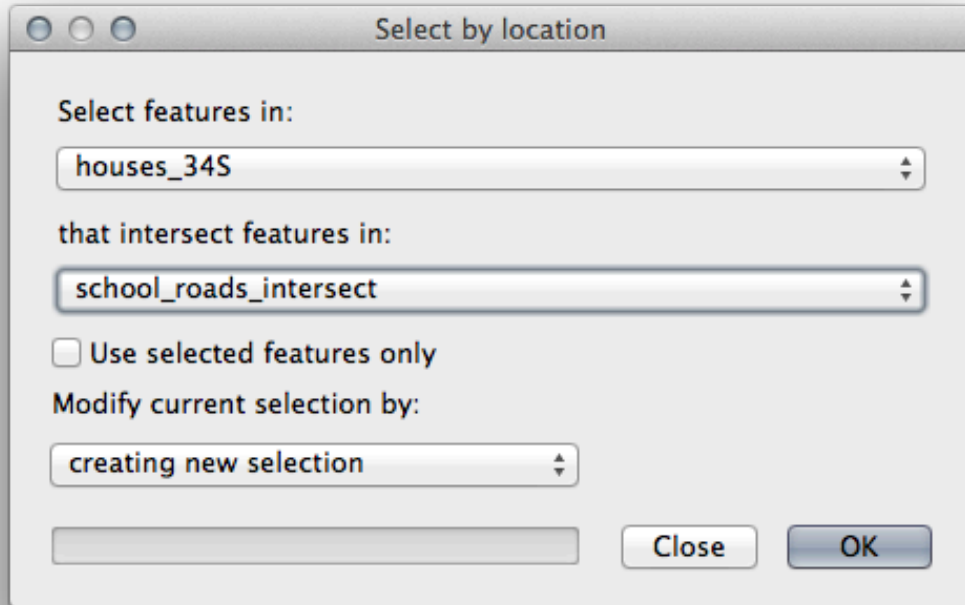 Select by location
Select features in:
houses_34S
that intersect features in:
school_roads_intersect
Use selected features only
Modify current selection by:
creating new selection
Close
OK